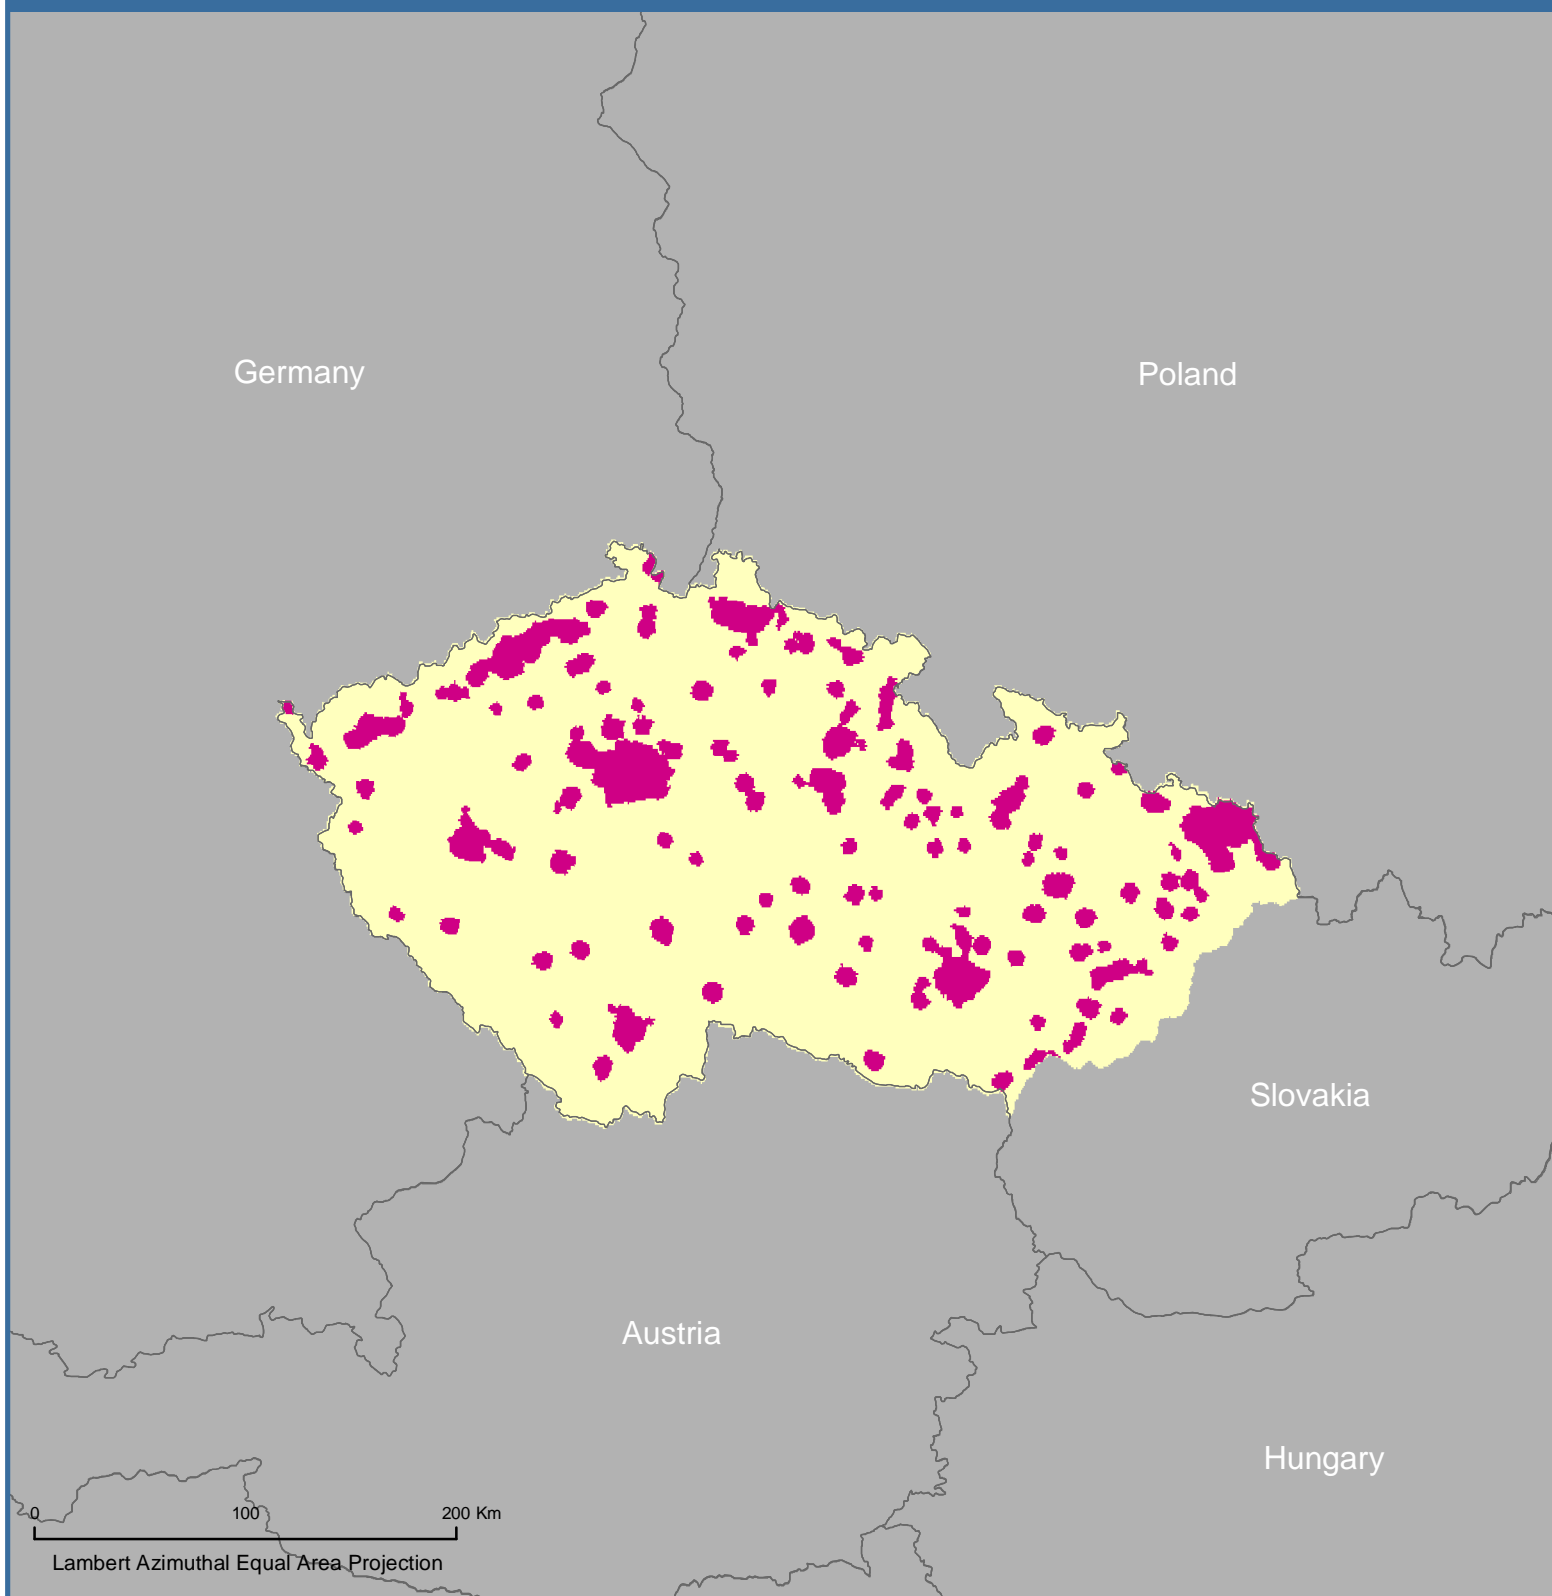 Germany
Poland
Slovakia
Austria
Hungary
0 100 200 Km
Lambert Azimuthal Equal Area Projection